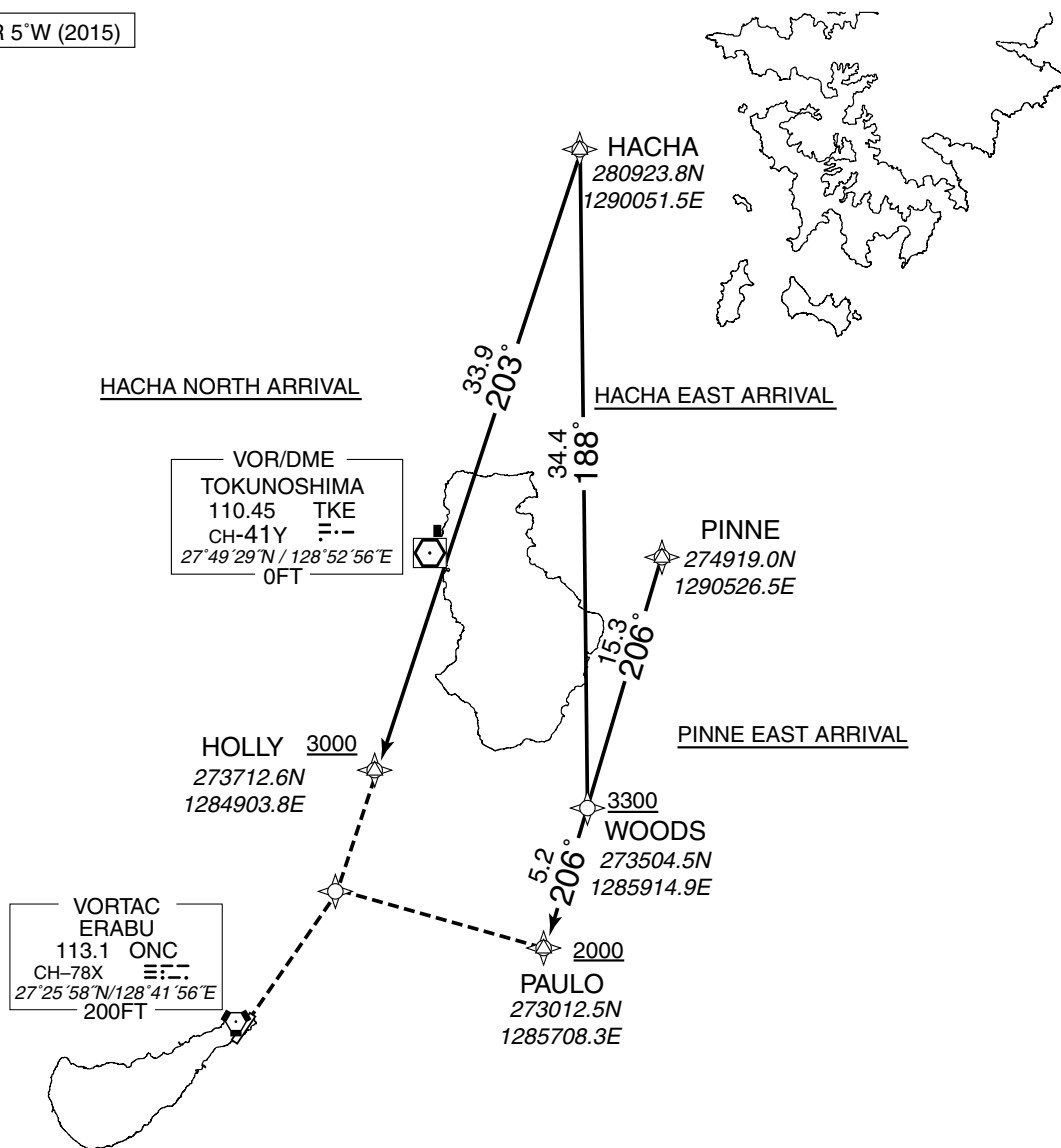 R 5°W (2015)
HACHA
280923.8N
1290051.5E
33.9
203°
HACHA NORTH ARRIVAL
HACHA EAST ARRIVAL
34.4
188°
VOR/DME
TOKUNOSHIMA
110.45 TKE
CH-41Y
27°49′29″N / 128°52′56″E
0FT
PINNE
274919.0N
1290526.5E
15.3
206°
PINNE EAST ARRIVAL
HOLLY 3000
273712.6N
1284903.8E
3300
WOODS
273504.5N
1285914.9E
5.2
206°
VORTAC
ERABU
113.1 ONC
CH–78X
27°25′58″N/128°41′56″E
200FT
2000
PAULO
273012.5N
1285708.3E